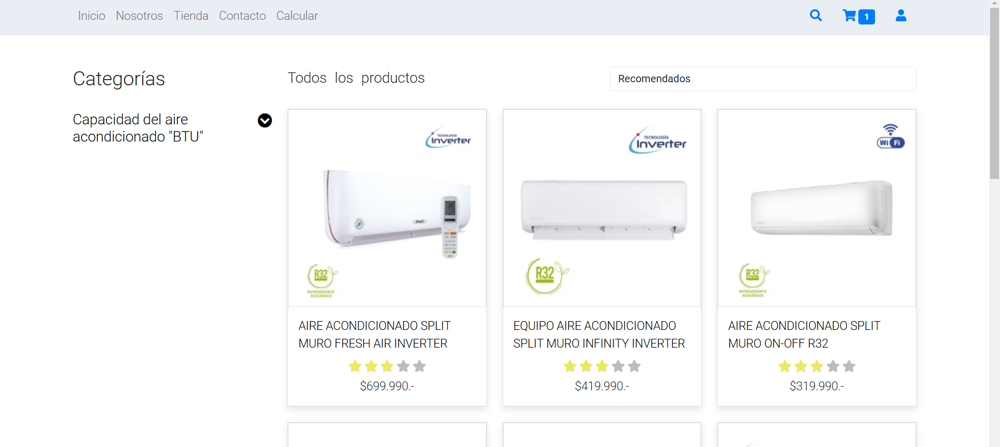 Inicio Nosotros Tienda Contacto Calcular
1
Categorías
Todos los productos
Recomendados
Capacidad del aire
acondicionado "BTU"
TECNOLOGÍA
Inverter
R32
REFRIGERANTE
ECOLÓGICO
AIRE ACONDICIONADO SPLIT
MURO FRESH AIR INVERTER
$699.990.-
TECNOLOGÍA
Inverter
R32
EQUIPO AIRE ACONDICIONADO
SPLIT MURO INFINITY INVERTER
$419.990.-
Wi Fi
R32
REFRIGERANTE
ECOLÓGICO
AIRE ACONDICIONADO SPLIT
MURO ON-OFF R32
$319.990.-